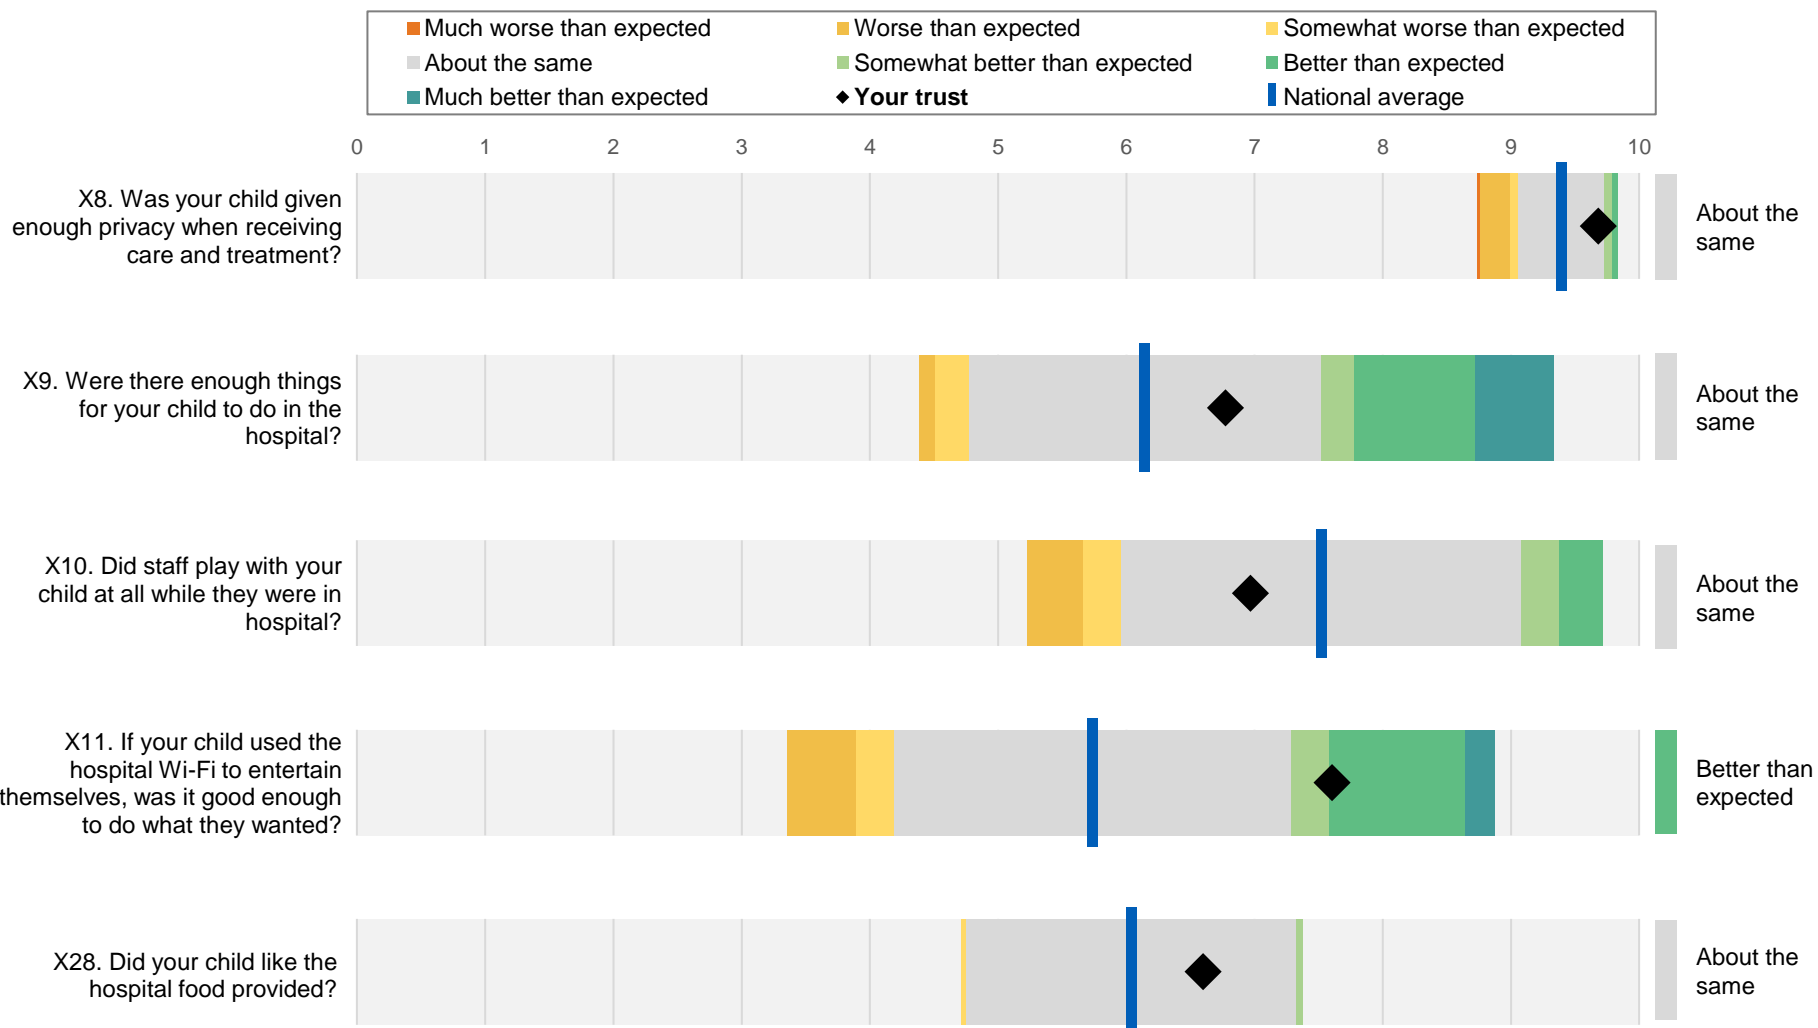 Much worse than expected
Worse than expected
Somewhat worse than expected
About the same
Somewhat better than expected
Better than expected
Much better than expected
Your trust
National average
0 1 2 3 4 5 6 7 8 9 10
X8. Was your child given
enough privacy when receiving
care and treatment?
About the
same
X9. Were there enough things
for your child to do in the
hospital?
About the
same
X10. Did staff play with your
child at all while they were in
hospital?
About the
same
X11. If your child used the
hospital Wi-Fi to entertain
themselves, was it good enough
to do what they wanted?
Better than
expected
X28. Did your child like the
hospital food provided?
About the
same